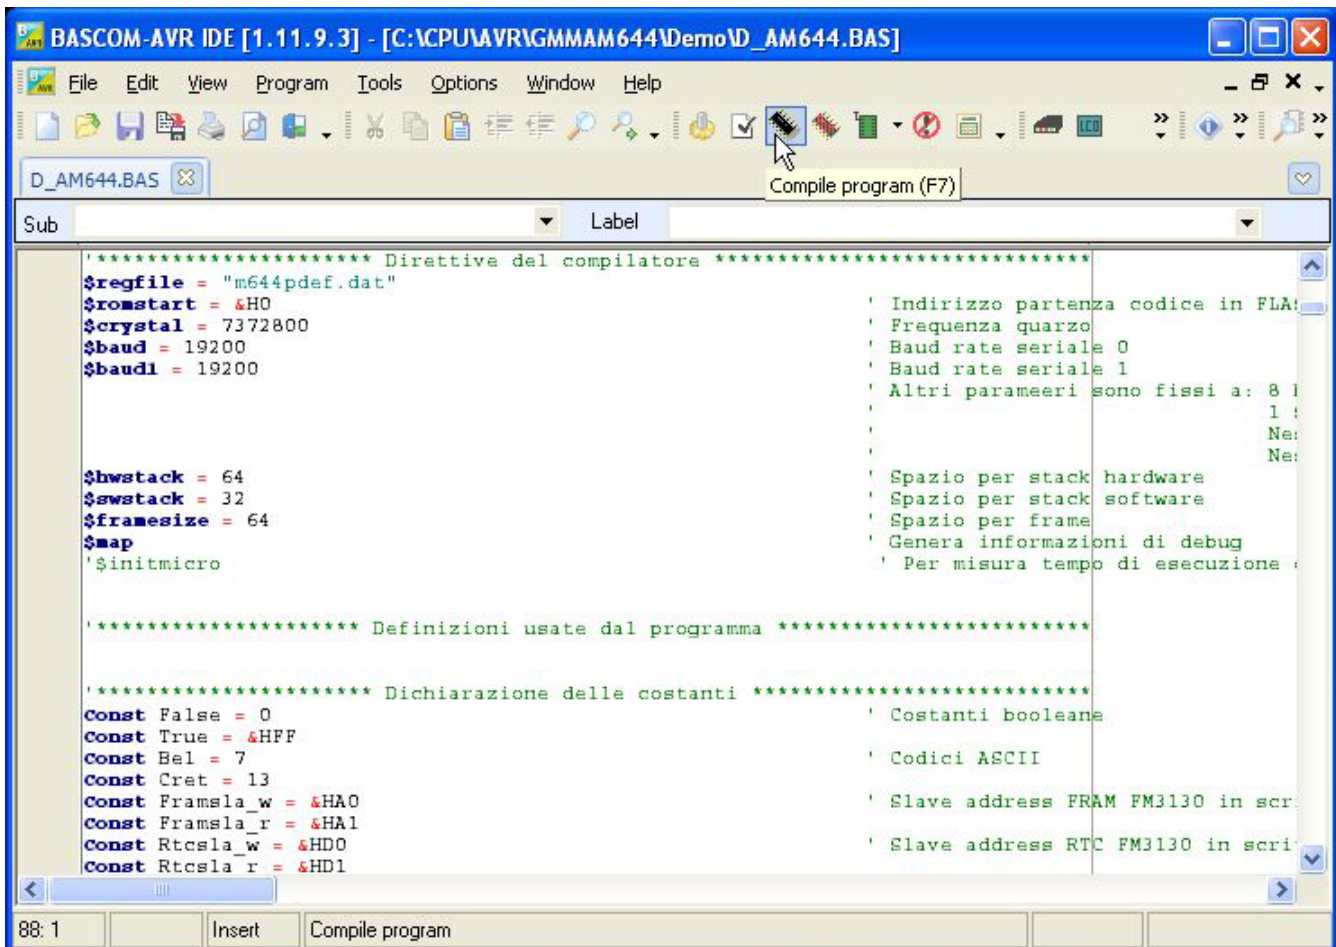 BASCOM-AVR IDE [1.11.9.3] - [C:\CPU\AVR\GMMAM644\Demo\D_AM644.BAS]
File Edit View Program Tools Options Window Help
D_AM644.BAS
Compile program (F7)
Sub Label
'********************** Direttive del compilatore ******************************
$regfile = "m644pdef.dat"
$romstart = &H0 ' Indirizzo partenza codice in FLA
$crystal = 7372800 ' Frequenza quarzo
$baud = 19200 ' Baud rate seriale 0
$baud1 = 19200 ' Baud rate seriale 1
' Altri parameeri sono fissi a: 8
' 1
' Ne
' Ne
$hwstack = 64 ' Spazio per stack hardware
$swstack = 32 ' Spazio per stack software
$framesize = 64 ' Spazio per frame
$map ' Genera informazioni di debug
'$initmicro ' Per misura tempo di esecuzione
'********************* Definizioni usate dal programma *************************
'********************** Dichiarazione delle costanti ***************************
Const False = 0 ' Costanti booleane
Const True = &HFF
Const Bel = 7 ' Codici ASCII
Const Cret = 13
Const Framsla_w = &HA0 ' Slave address FRAM FM3130 in scr
Const Framsla_r = &HA1
Const Rtcsla_w = &HD0 ' Slave address RTC FM3130 in scri
Const Rtcsla_r = &HD1
88: 1 Insert Compile program